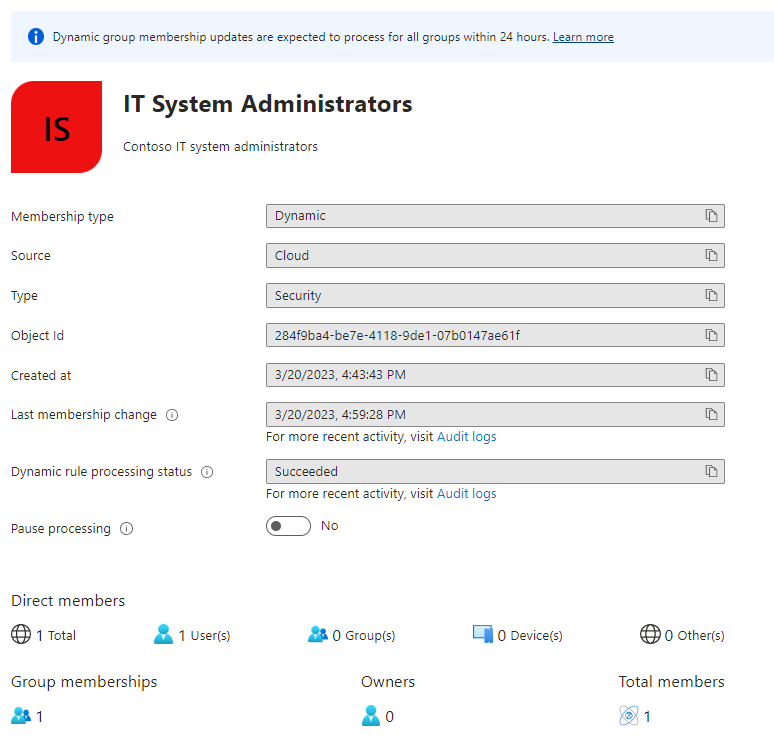 Dynamic group membership updates are expected to process for all groups within 24 hours. Learn more
IS
IT System Administrators
Contoso IT system administrators
Membership type
Dynamic
Source
Cloud
Type
Security
Object Id
284f9ba4-be7e-4118-9de1-07b0147ae61f
Created at
3/20/2023, 4:43:43 PM
Last membership change
3/20/2023, 4:59:28 PM
For more recent activity, visit Audit logs
Dynamic rule processing status
Succeeded
For more recent activity, visit Audit logs
Pause processing
No
Direct members
1 Total
1 User(s)
0 Group(s)
0 Device(s)
0 Other(s)
Group memberships
1
Owners
0
Total members
1